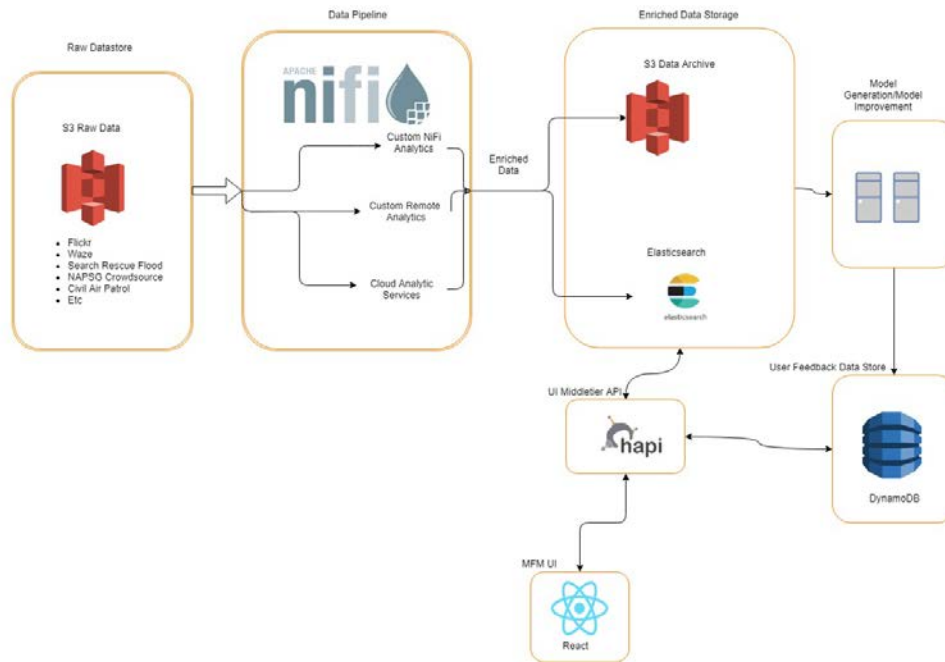 Raw Datastore
S3 Raw Data
Flickr
Waze
Search Rescue Flood
NAPSG Crowdsource
Civil Air Patrol
Etc
Data Pipeline
APACHE
nifi
Custom NiFi
Analytics
Custom Remote
Analytics
Cloud Analytic
Services
Enriched
Data
Enriched Data Storage
S3 Data Archive
Elasticsearch
elasticsearch
Model
Generation/Model
Improvement
User Feedback Data Store
DynamoDB
UI Middletier API
hapi
MFM UI
React